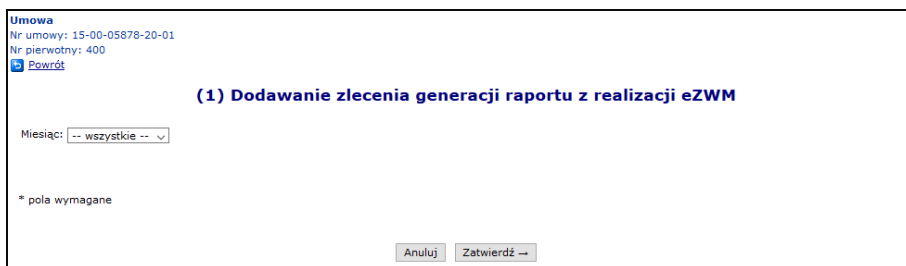 Umowa
Nr umowy: 15-00-05878-20-01
Nr pierwotny: 400
Powrót
(1) Dodawanie zlecenia generacji raportu z realizacji eZWM
Miesiąc: -- wszystkie --
* pola wymagane
Anuluj Zatwierdź →